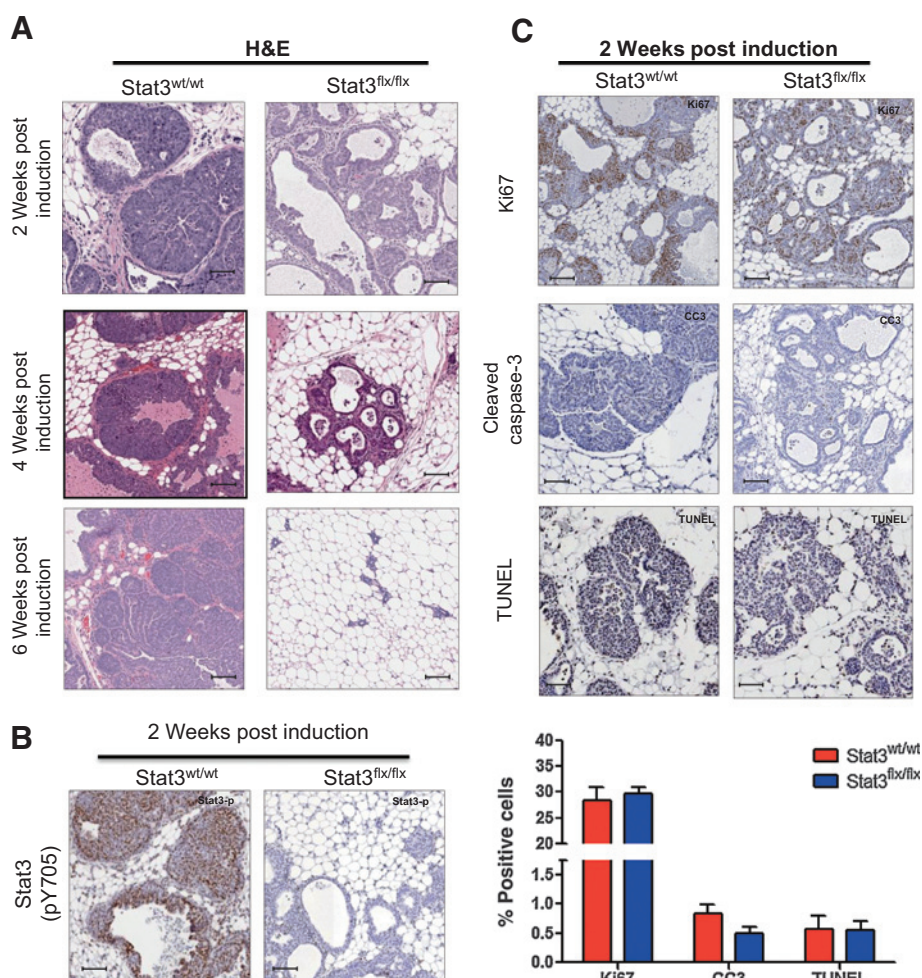 A
H&E
Stat3wt/wt
Stat3flx/flx
2 Weeks post
induction
4 Weeks post
induction
6 Weeks post
induction
B
2 Weeks post induction
Stat3wt/wt
Stat3flx/flx
Stat3
(pY705)
Stat3-p
Stat3-p
C
2 Weeks post induction
Stat3wt/wt
Stat3flx/flx
Ki67
Ki67
Ki67
Cleaved
caspase-3
CC3
CC3
TUNEL
TUNEL
TUNEL
% Positive cells
40
35
30
25
20
1.5
1.0
0.5
0.0
Stat3wt/wt
Stat3flx/flx
Ki67
CC3
TUNEL